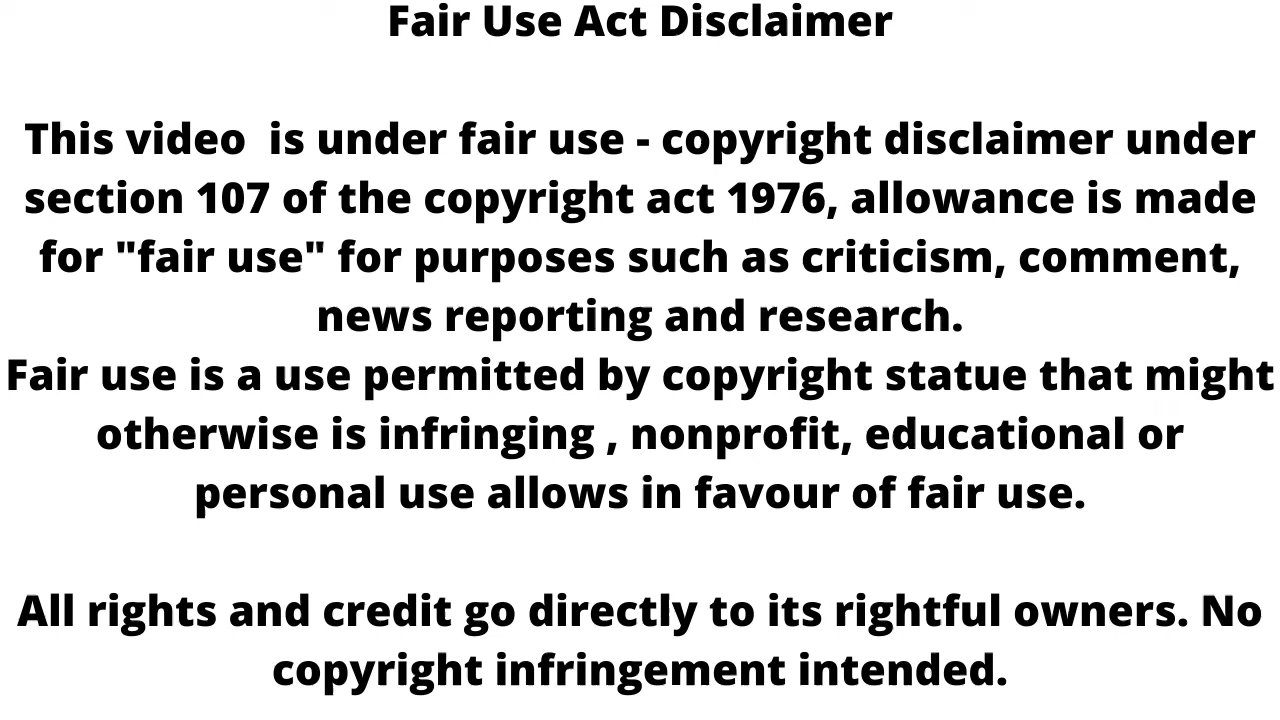 Fair Use Act Disclaimer
This video  is under fair use - copyright disclaimer under
section 107 of the copyright act 1976, allowance is made
for "fair use" for purposes such as criticism, comment,
news reporting and research.
Fair use is a use permitted by copyright statue that might
otherwise is infringing , nonprofit, educational or
personal use allows in favour of fair use.
All rights and credit go directly to its rightful owners. No
copyright infringement intended.